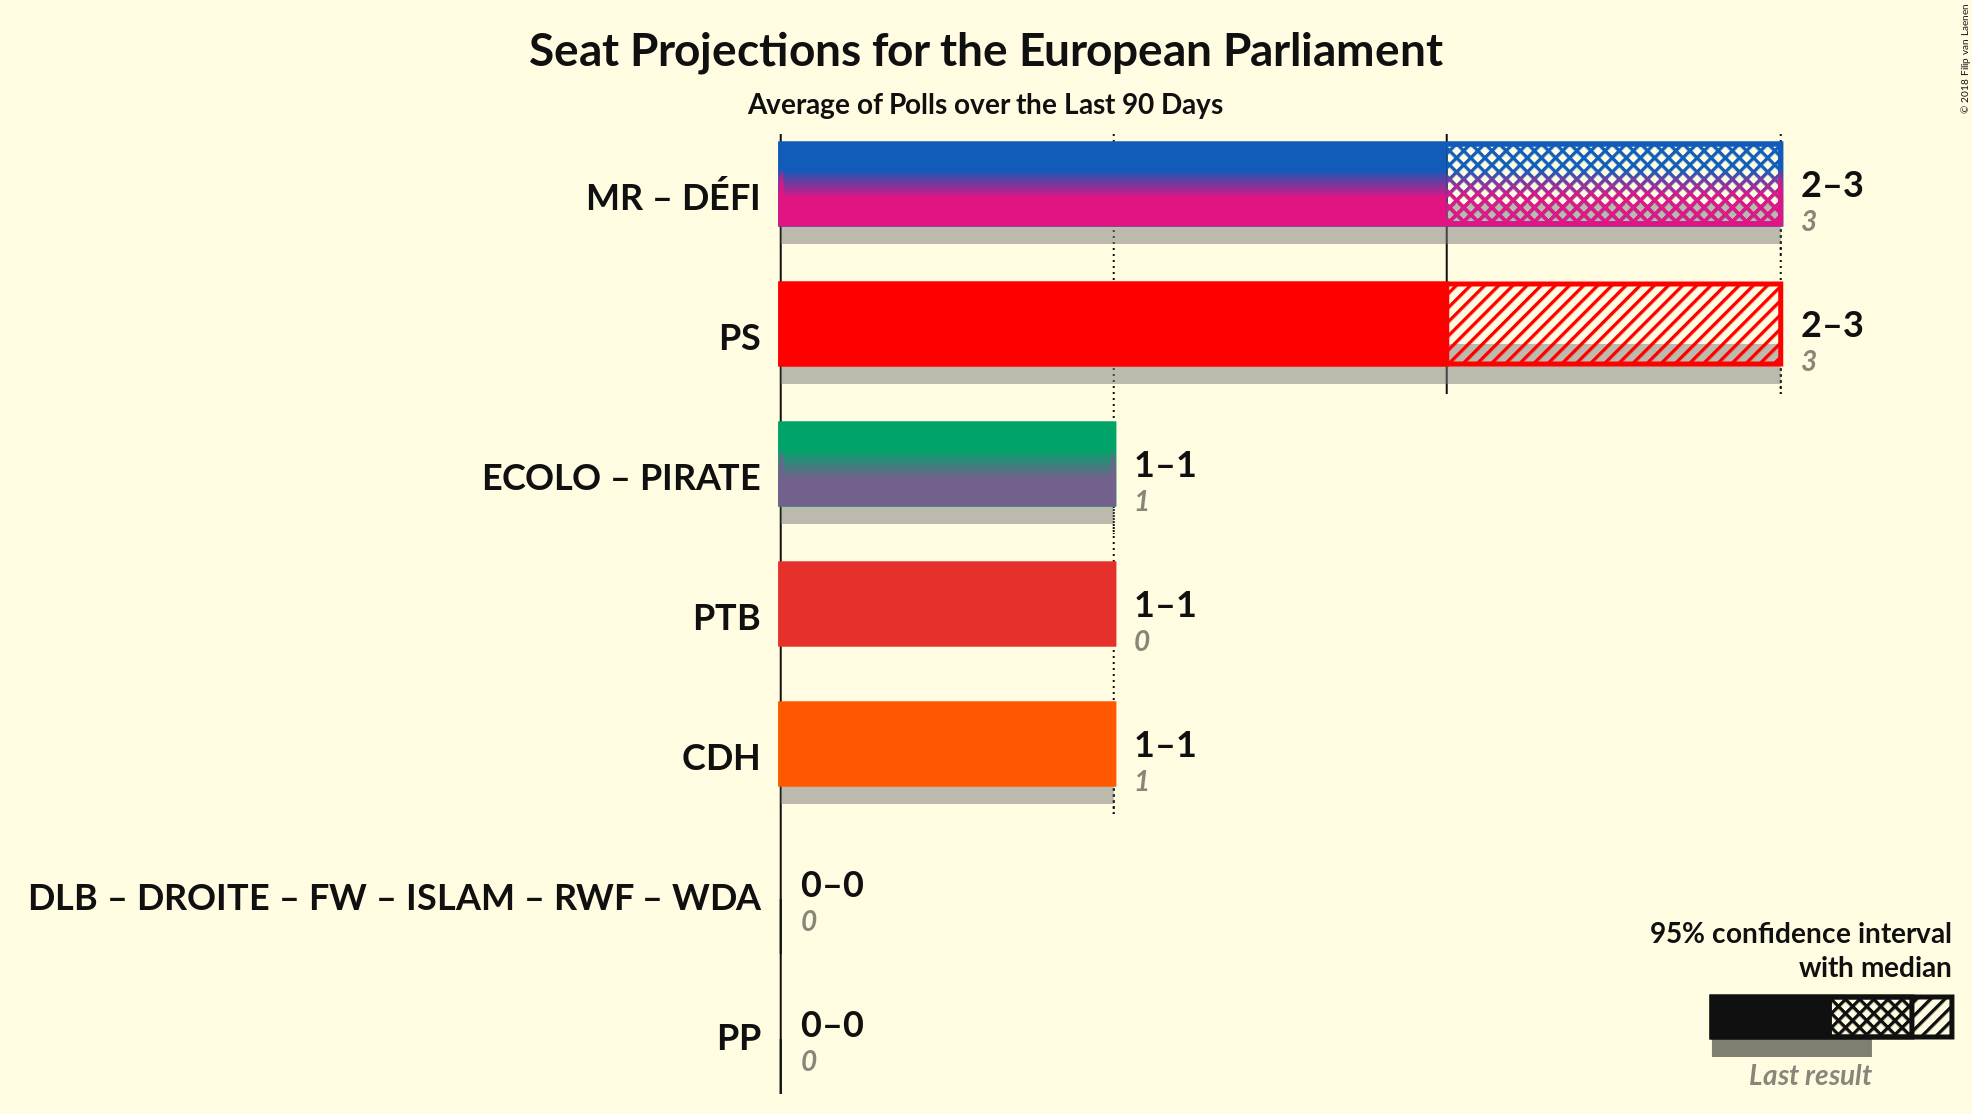 Seat Projections for the European Parliament
Average of Polls over the Last 90 Days
© 2018 Filip van Laenen
MR – DÉFI
2–3
3
PS
2–3
3
ECOLO – PIRATE
1–1
1
PTB
1–1
0
CDH
1–1
1
DLB – DROITE – FW – ISLAM – RWF – WDA
0–0
0
PP
0–0
0
95% confidence interval
with median
Last result